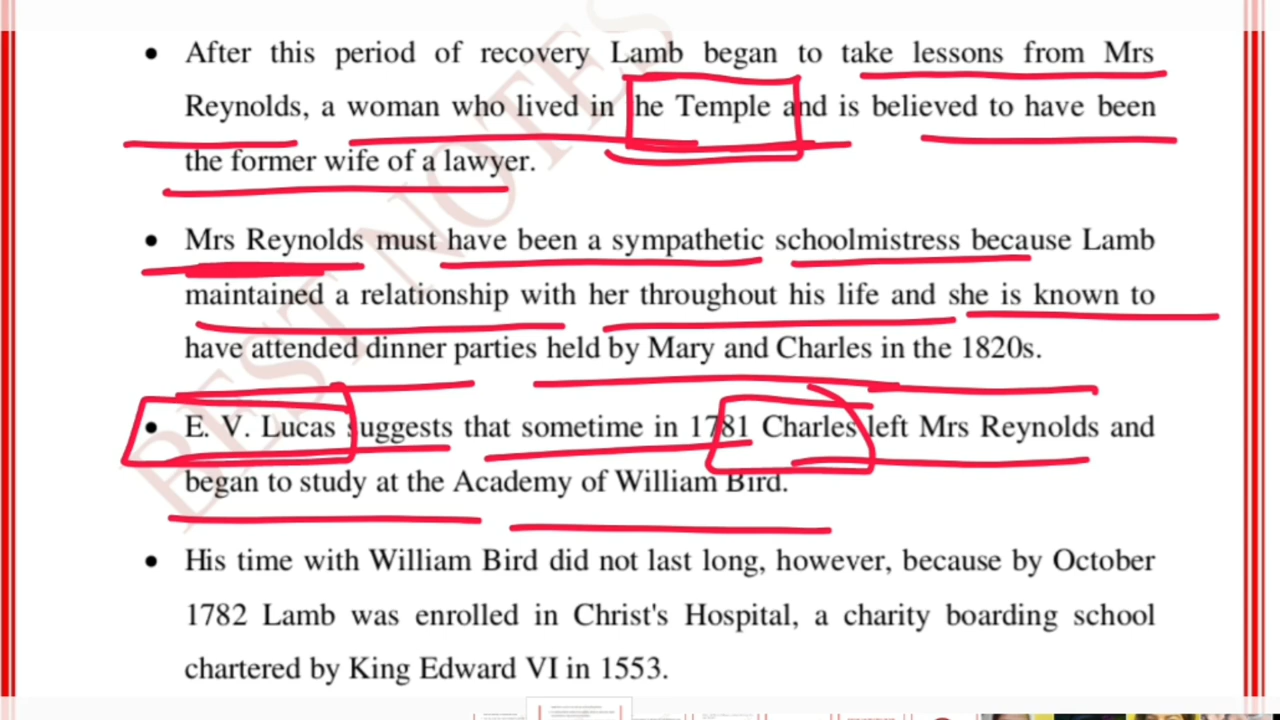 • After this period of recovery Lamb began to take lessons from Mrs
Reynolds, a woman who lived in the Temple and is believed to have been
the former wife of a lawyer.
• Mrs Reynolds must have been a sympathetic schoolmistress because Lamb
maintained a relationship with her throughout his life and she is known to
have attended dinner parties held by Mary and Charles in the 1820s.
• E. V. Lucas suggests that sometime in 1781 Charles left Mrs Reynolds and
began to study at the Academy of William Bird.
• His time with William Bird did not last long, however, because by October
1782 Lamb was enrolled in Christ's Hospital, a charity boarding school
chartered by King Edward VI in 1553.
BEST NOTES